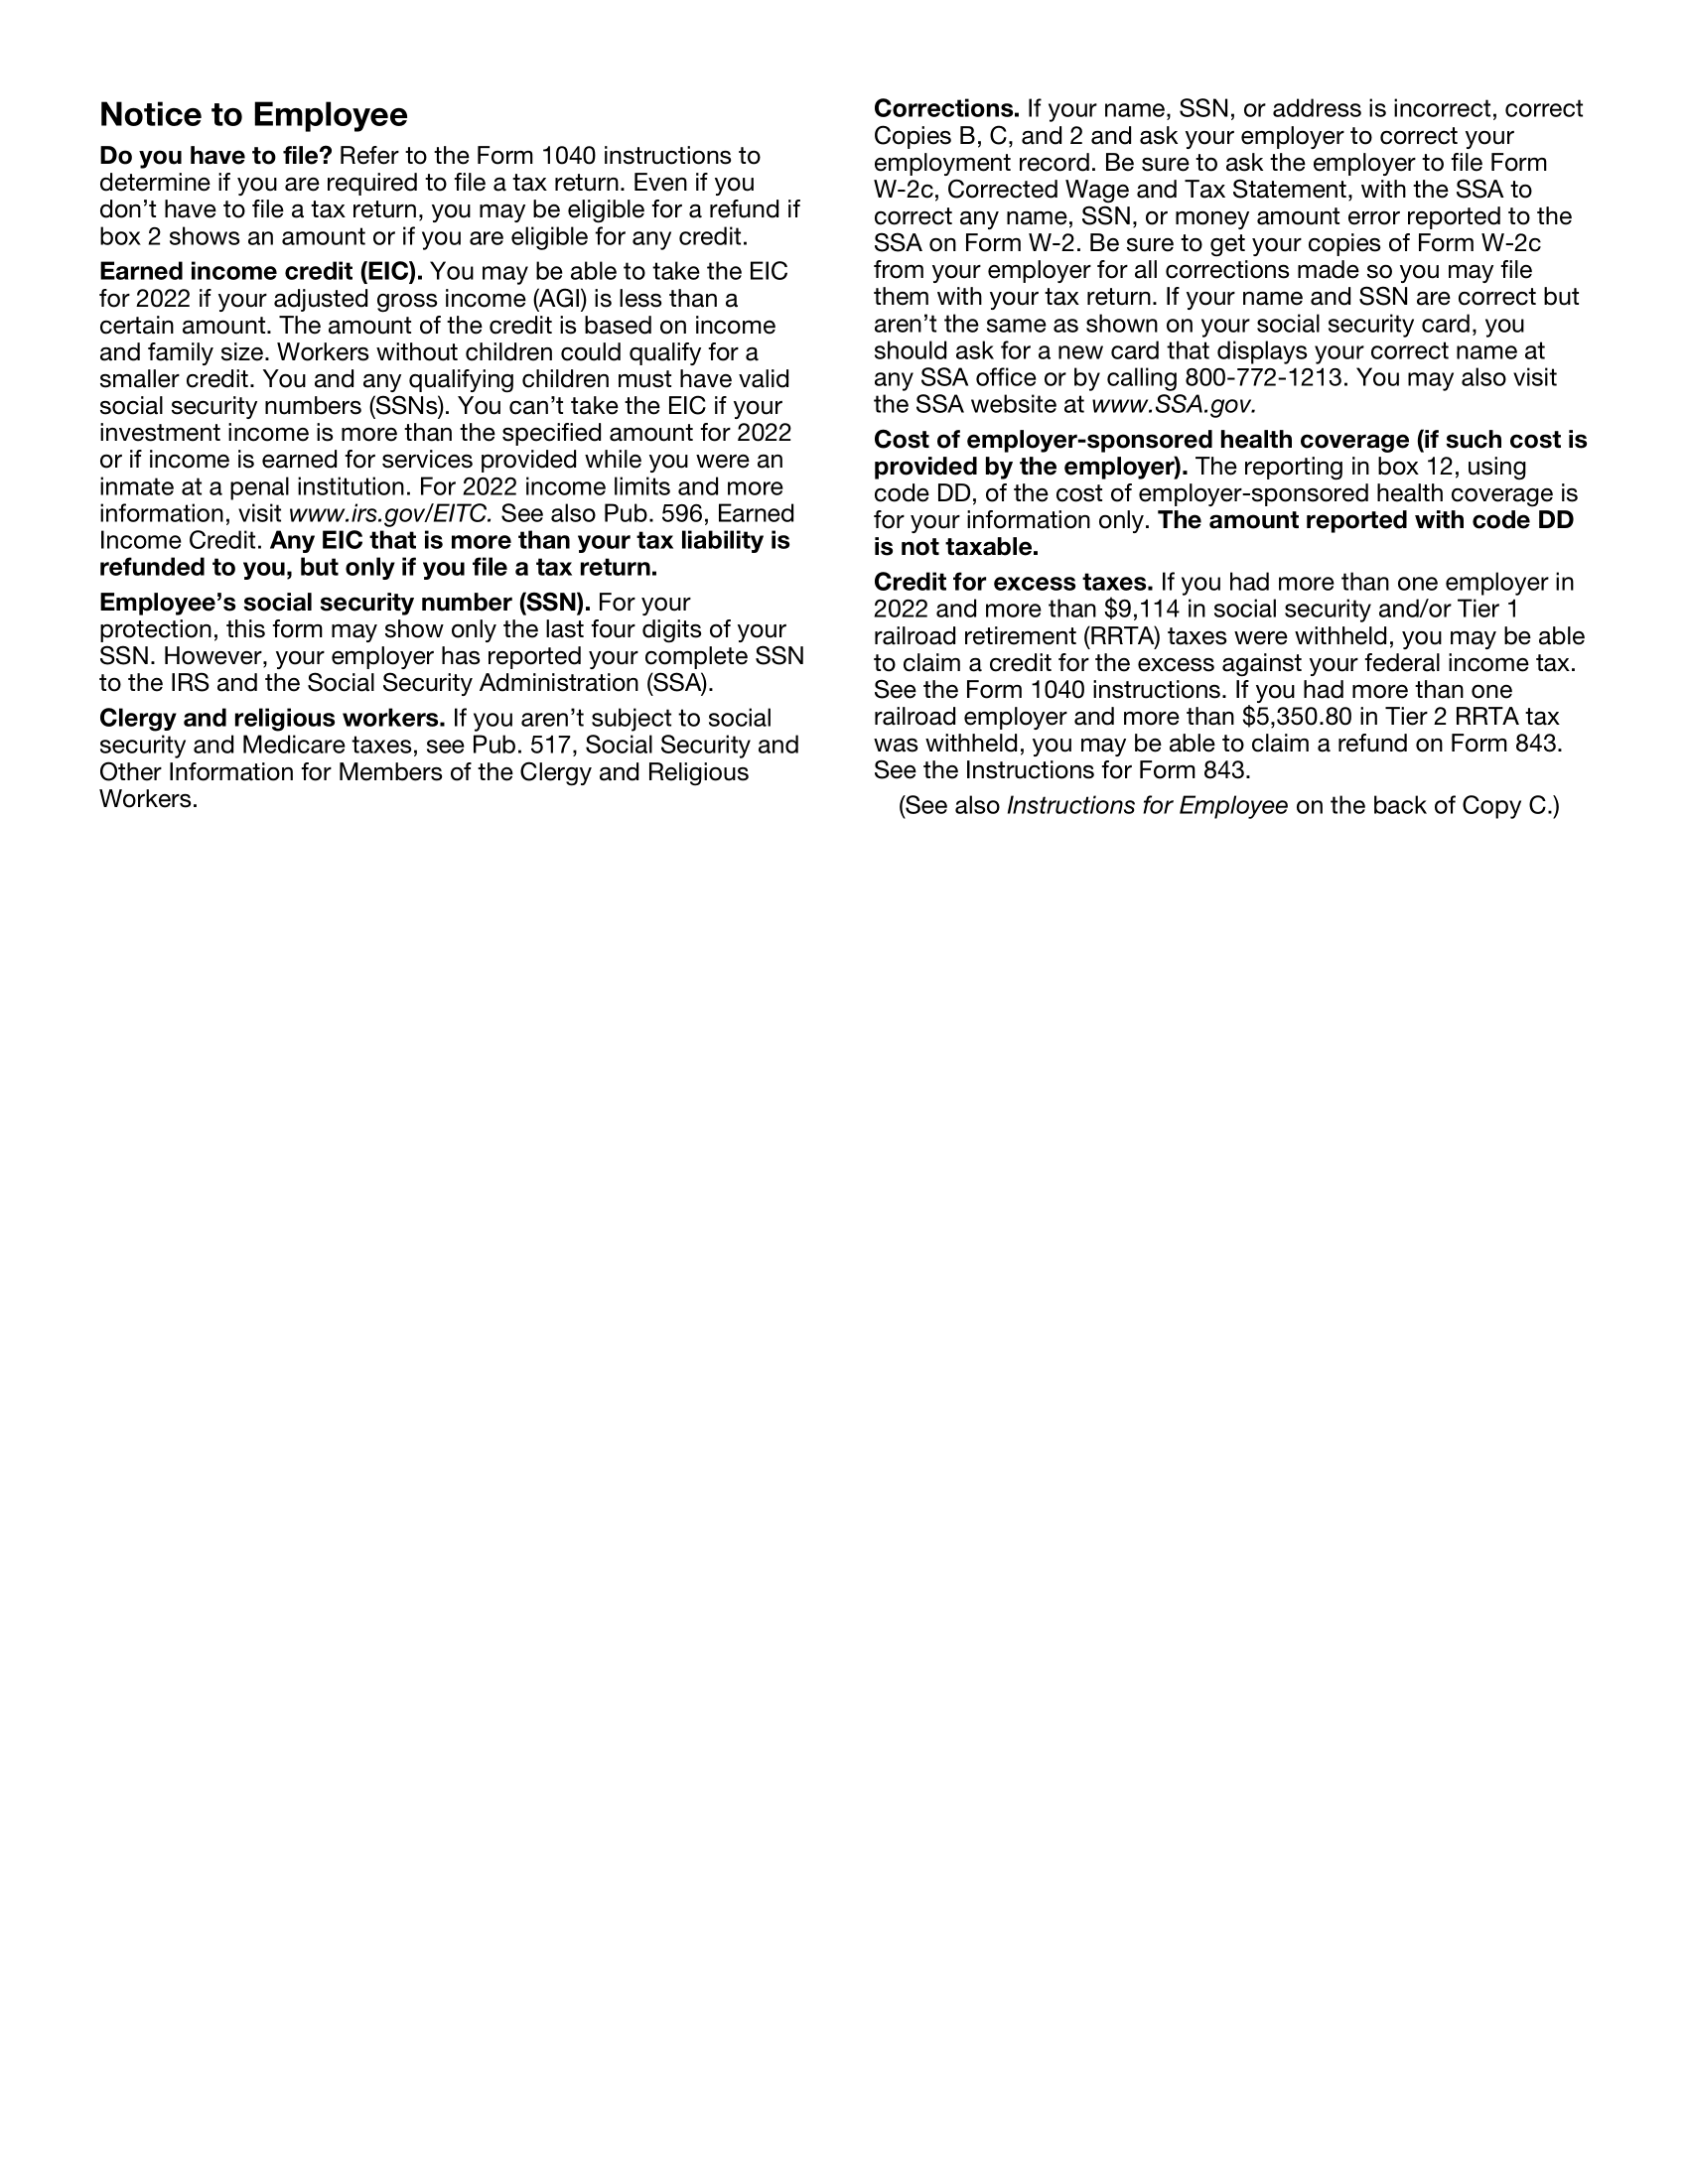 Notice to Employee
Do you have to file? Refer to the Form 1040 instructions to
determine if you are required to file a tax return. Even if you
don’t have to file a tax return, you may be eligible for a refund if
box 2 shows an amount or if you are eligible for any credit.
Earned income credit (EIC). You may be able to take the EIC
for 2022 if your adjusted gross income (AGI) is less than a
certain amount. The amount of the credit is based on income
and family size. Workers without children could qualify for a
smaller credit. You and any qualifying children must have valid
social security numbers (SSNs). You can’t take the EIC if your
investment income is more than the specified amount for 2022
or if income is earned for services provided while you were an
inmate at a penal institution. For 2022 income limits and more
information, visit www.irs.gov/EITC. See also Pub. 596, Earned
Income Credit. Any EIC that is more than your tax liability is
refunded to you, but only if you file a tax return.
Employee’s social security number (SSN). For your
protection, this form may show only the last four digits of your
SSN. However, your employer has reported your complete SSN
to the IRS and the Social Security Administration (SSA).
Clergy and religious workers. If you aren’t subject to social
security and Medicare taxes, see Pub. 517, Social Security and
Other Information for Members of the Clergy and Religious
Workers.
Corrections. If your name, SSN, or address is incorrect, correct
Copies B, C, and 2 and ask your employer to correct your
employment record. Be sure to ask the employer to file Form
W-2c, Corrected Wage and Tax Statement, with the SSA to
correct any name, SSN, or money amount error reported to the
SSA on Form W-2. Be sure to get your copies of Form W-2c
from your employer for all corrections made so you may file
them with your tax return. If your name and SSN are correct but
aren’t the same as shown on your social security card, you
should ask for a new card that displays your correct name at
any SSA office or by calling 800-772-1213. You may also visit
the SSA website at www.SSA.gov.
Cost of employer-sponsored health coverage (if such cost is
provided by the employer). The reporting in box 12, using
code DD, of the cost of employer-sponsored health coverage is
for your information only. The amount reported with code DD
is not taxable.
Credit for excess taxes. If you had more than one employer in
2022 and more than $9,114 in social security and/or Tier 1
railroad retirement (RRTA) taxes were withheld, you may be able
to claim a credit for the excess against your federal income tax.
See the Form 1040 instructions. If you had more than one
railroad employer and more than $5,350.80 in Tier 2 RRTA tax
was withheld, you may be able to claim a refund on Form 843.
See the Instructions for Form 843.
(See also Instructions for Employee on the back of Copy C.)